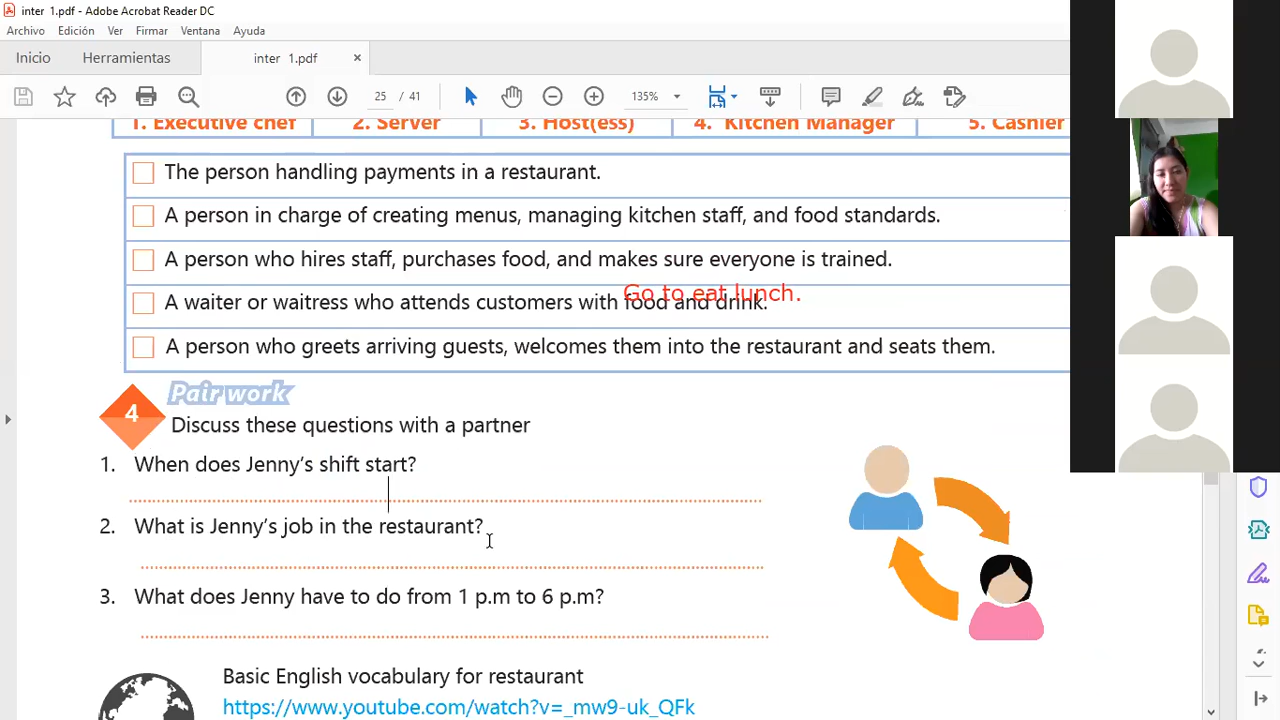 inter 1.pdf - Adobe Acrobat Reader DC
Archivo Edición Ver Firmar Ventana Ayuda
Inicio Herramientas inter 1.pdf ×
25 / 41 135%
1. Executive chef 2. Server 3. Host(ess) 4. Kitchen Manager 5. Cashier
The person handling payments in a restaurant.
A person in charge of creating menus, managing kitchen staff, and food standards.
A person who hires staff, purchases food, and makes sure everyone is trained.
Go to eat lunch.
A waiter or waitress who attends customers with food and drink.
A person who greets arriving guests, welcomes them into the restaurant and seats them.
Pair work
4
Discuss these questions with a partner
1. When does Jenny's shift start?
2. What is Jenny's job in the restaurant?
3. What does Jenny have to do from 1 p.m to 6 p.m?
Basic English vocabulary for restaurant
https://www.youtube.com/watch?v=_mw9-uk_QFk